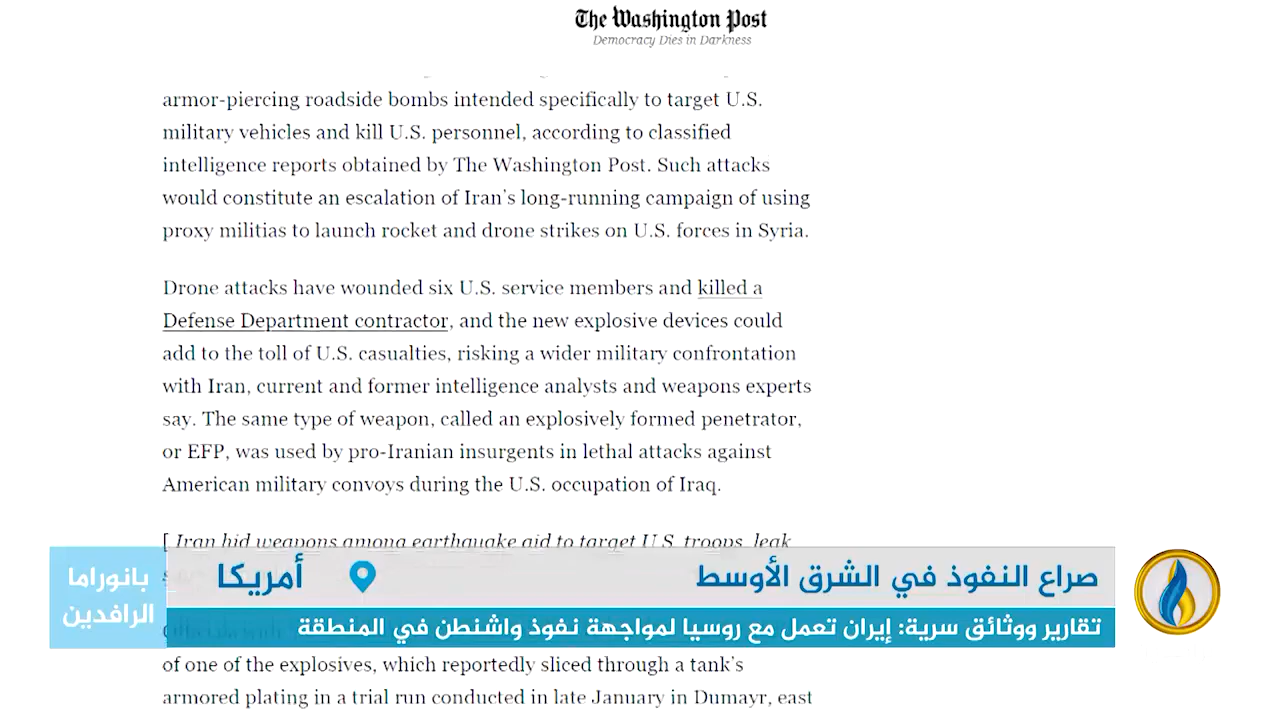 The Washington Post
Democracy Dies in Darkness
armor-piercing roadside bombs intended specifically to target U.S.
military vehicles and kill U.S. personnel, according to classified
intelligence reports obtained by The Washington Post. Such attacks
would constitute an escalation of Iran's long-running campaign of using
proxy militias to launch rocket and drone strikes on U.S. forces in Syria.
Drone attacks have wounded six U.S. service members and killed a
Defense Department contractor, and the new explosive devices could
add to the toll of U.S. casualties, risking a wider military confrontation
with Iran, current and former intelligence analysts and weapons experts
say. The same type of weapon, called an explosively formed penetrator,
or EFP, was used by pro-Iranian insurgents in lethal attacks against
American military convoys during the U.S. occupation of Iraq.
[ Iran hid weapons among earthquake aid to target U.S. troops, leak
صراع النفوذ في الشرق الأوسط
أمريكا
بانوراما
الرافدين
تقارير ووثائق سرية: إيران تعمل مع روسيا لمواجهة نفوذ واشنطن في المنطقة
of one of the explosives, which reportedly sliced through a tank's
armored plating in a trial run conducted in late January in Dumayr, east